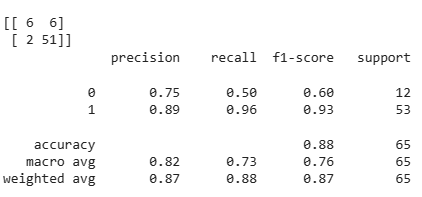 [[ 6  6]
 [ 2 51]]
              precision    recall  f1-score   support

           0       0.75      0.50      0.60        12
           1       0.89      0.96      0.93        53

    accuracy                           0.88        65
   macro avg       0.82      0.73      0.76        65
weighted avg       0.87      0.88      0.87        65